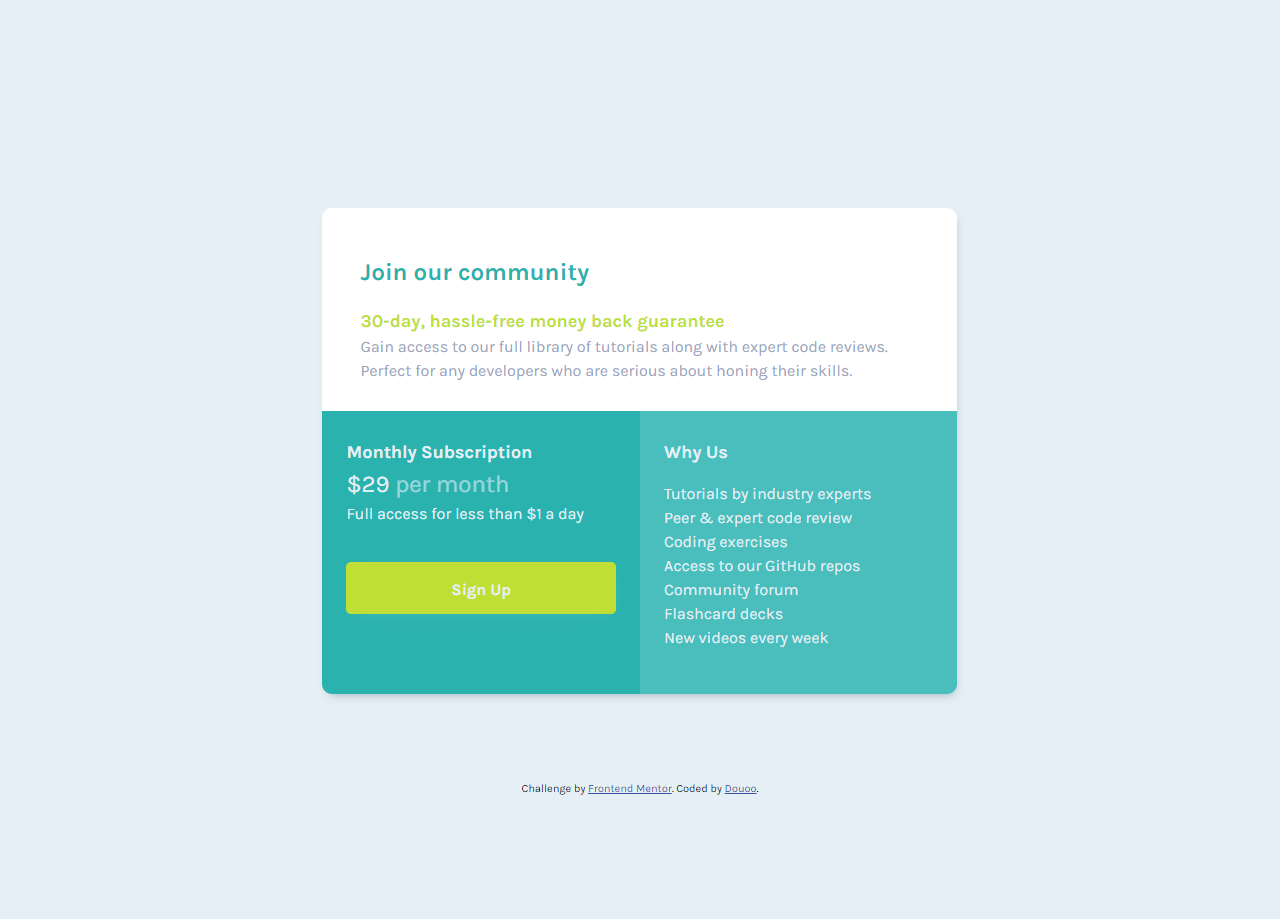 Join our community
30-day, hassle-free money back guarantee
Gain access to our full library of tutorials along with expert code reviews.
Perfect for any developers who are serious about honing their skills.
Monthly Subscription
$29 per month
Full access for less than $1 a day
Sign Up
Why Us
Tutorials by industry experts
Peer & expert code review
Coding exercises
Access to our GitHub repos
Community forum
Flashcard decks
New videos every week
Challenge by Frontend Mentor. Coded by Douoo.